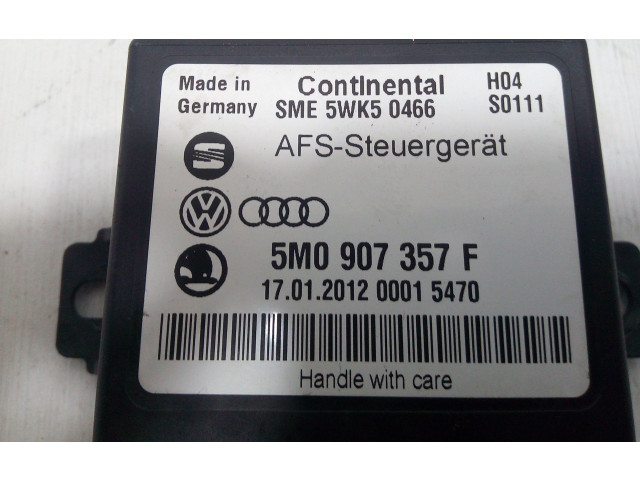 Made in Germany
Continental
H04
SME 5WK5 0466
S0111
AFS-Steuergerät
5M0 907 357 F
17.01.2012 0001 5470
Handle with care